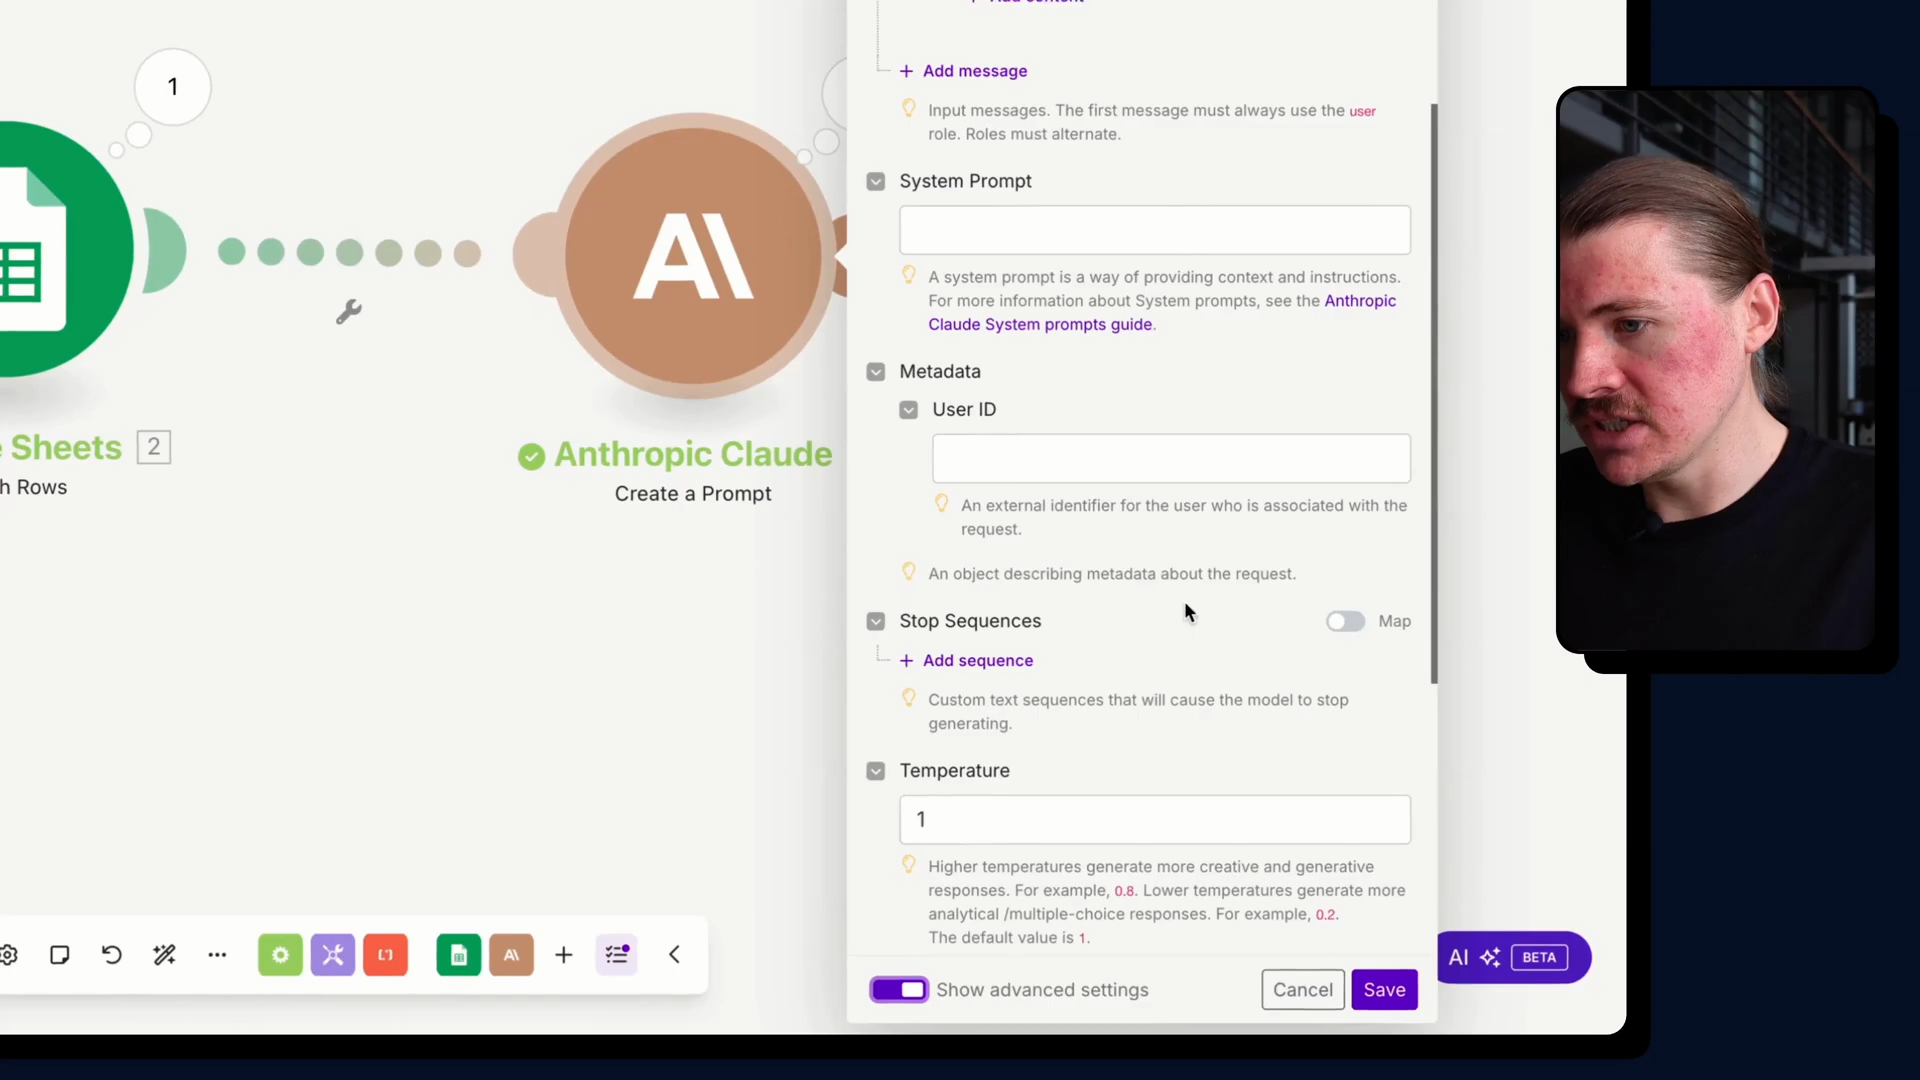 + Add message
Input messages. The first message must always use the user
role. Roles must alternate.
System Prompt
A system prompt is a way of providing context and instructions.
For more information about System prompts, see the Anthropic
Claude System prompts guide.
Metadata
User ID
An external identifier for the user who is associated with the
request.
An object describing metadata about the request.
Stop Sequences
Map
+ Add sequence
Custom text sequences that will cause the model to stop
generating.
Temperature
1
Higher temperatures generate more creative and generative
responses. For example, 0.8. Lower temperatures generate more
analytical /multiple-choice responses. For example, 0.2.
The default value is 1.
Show advanced settings
Cancel
Save
1
Sheets 2
Rows
A\
Anthropic Claude
Create a Prompt
A\
AI BETA